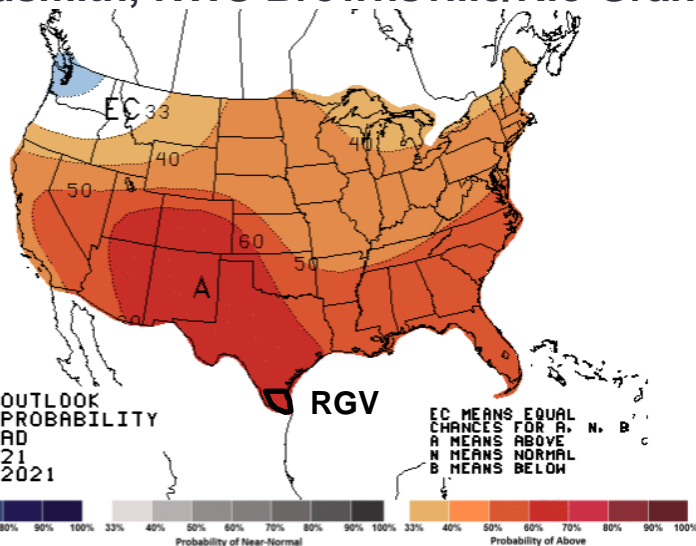 EC 33
40
40
50
60
50
A
RGV
OUTLOOK
PROBABILITY
AD
21
2021
EC MEANS EQUAL
CHANCES FOR A, N, B
A MEANS ABOVE
N MEANS NORMAL
B MEANS BELOW
80% 90% 100% 33% 40% 50% 60% 70% 80% 90% 100% 33% 40% 50% 60% 70% 80% 90% 100%
Probability of Near-Normal
Probability of Above